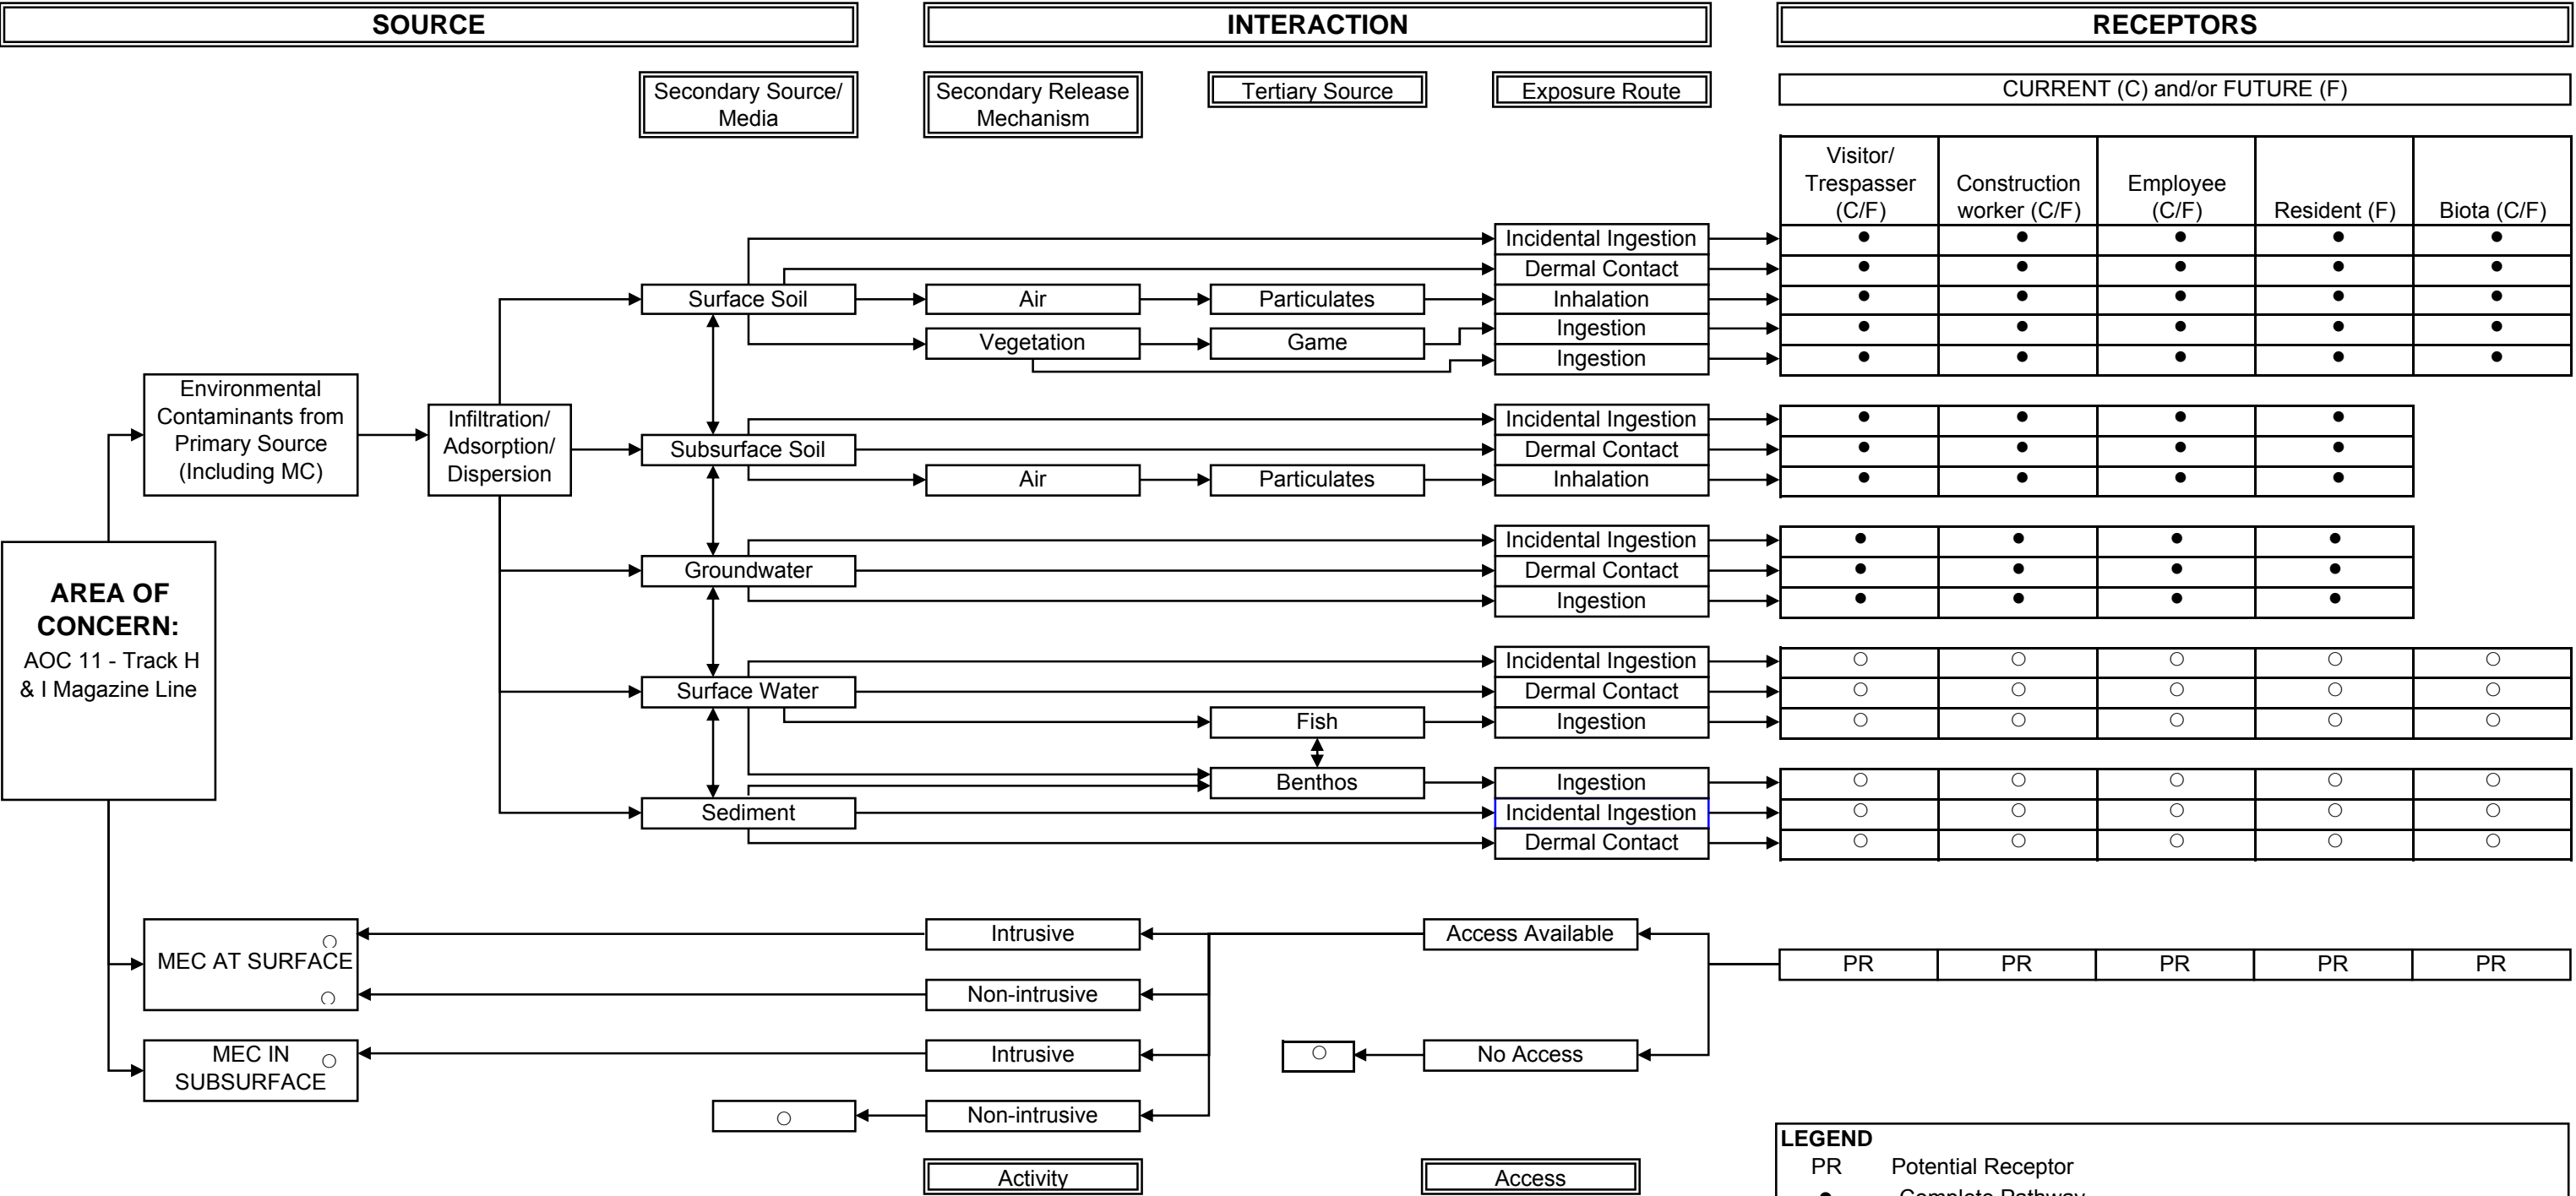 SOURCE
INTERACTION
RECEPTORS
Secondary Source/
Media
Secondary Release
Mechanism
Tertiary Source
Exposure Route
CURRENT (C) and/or FUTURE (F)
Visitor/
Trespasser
(C/F)
Construction
worker (C/F)
Employee
(C/F)
Resident (F)
Biota (C/F)
Incidental Ingestion
● ● ● ● ●
Dermal Contact
● ● ● ● ●
Surface Soil
Air
Particulates
Inhalation
● ● ● ● ●
Vegetation
Game
Ingestion
● ● ● ● ●
Ingestion
● ● ● ● ●
Environmental
Contaminants from
Primary Source
(Including MC)
Infiltration/
Adsorption/
Dispersion
Incidental Ingestion
● ● ● ●
Subsurface Soil
Dermal Contact
● ● ● ●
Air
Particulates
Inhalation
● ● ● ●
Incidental Ingestion
● ● ● ●
Groundwater
Dermal Contact
● ● ● ●
Ingestion
● ● ● ●
AREA OF
CONCERN:
AOC 11 - Track H
& I Magazine Line
Incidental Ingestion
○ ○ ○ ○ ○
Surface Water
Dermal Contact
○ ○ ○ ○ ○
Fish
Ingestion
○ ○ ○ ○ ○
Benthos
Ingestion
○ ○ ○ ○ ○
Sediment
Incidental Ingestion
○ ○ ○ ○ ○
Dermal Contact
○ ○ ○ ○ ○
○
MEC AT SURFACE
○
Intrusive
Access Available
PR PR PR PR PR
Non-intrusive
MEC IN ○
SUBSURFACE
Intrusive
○
No Access
○
Non-intrusive
Activity
Access
LEGEND
PR Potential Receptor
● Complete Pathway